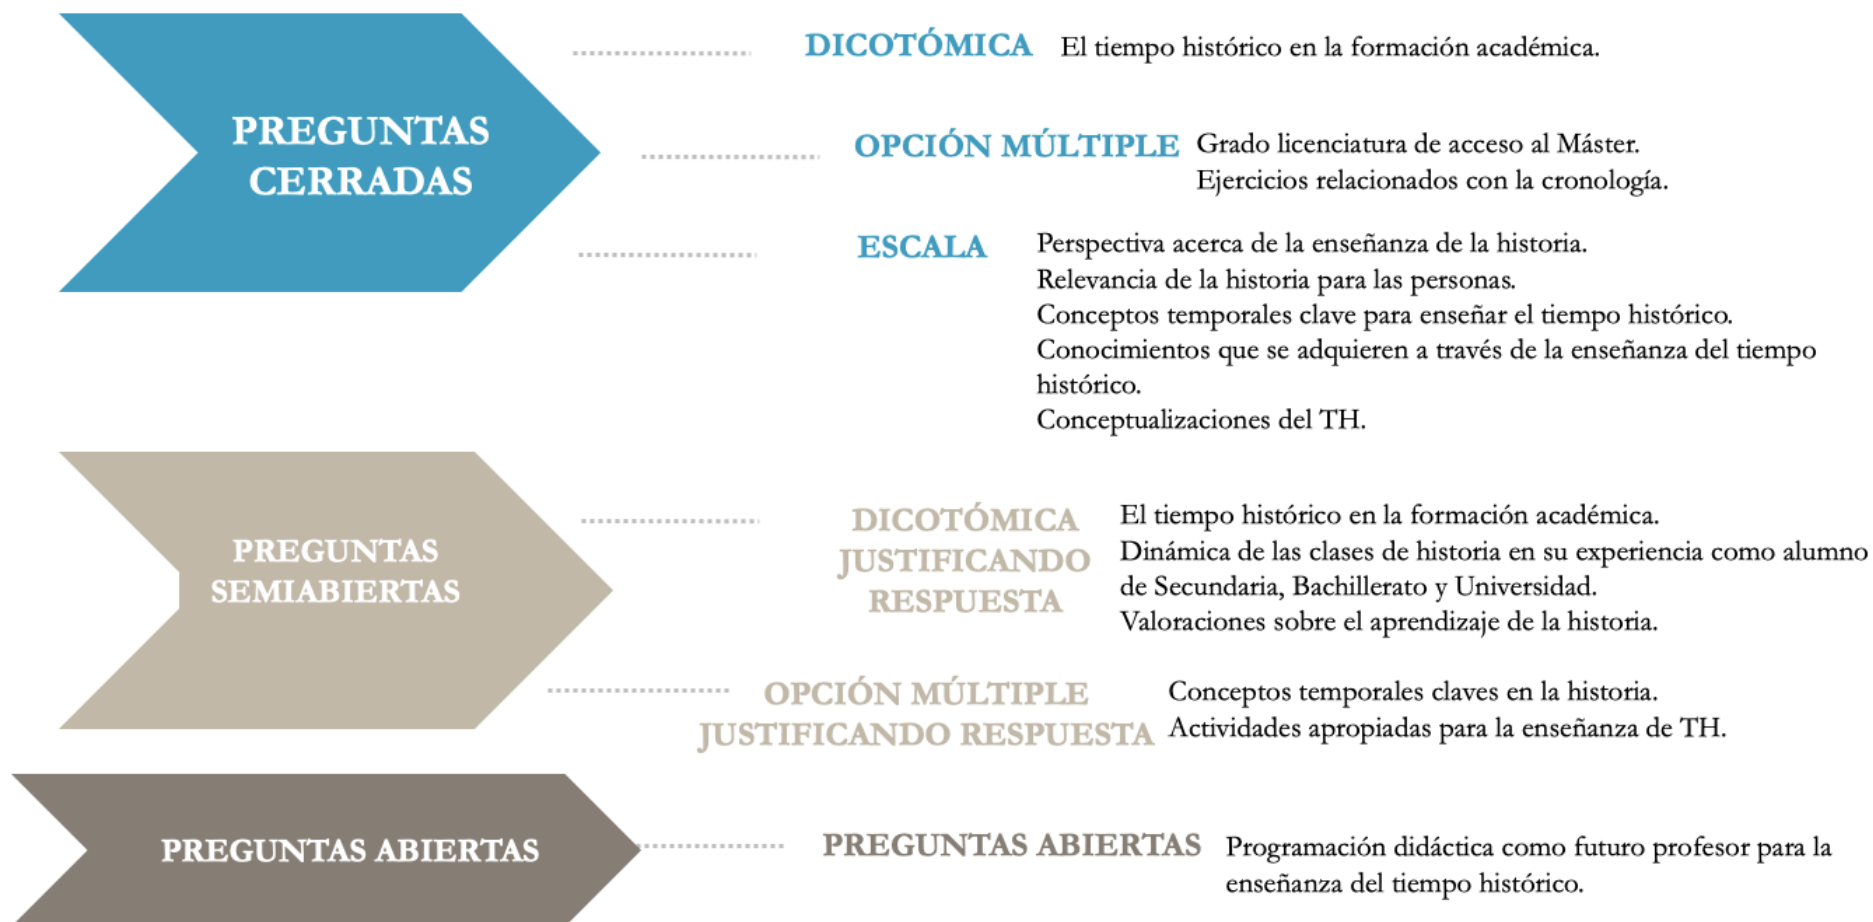 PREGUNTAS
CERRADAS
DICOTÓMICA
El tiempo histórico en la formación académica.
OPCIÓN MÚLTIPLE
Grado licenciatura de acceso al Máster.
Ejercicios relacionados con la cronología.
ESCALA
Perspectiva acerca de la enseñanza de la historia.
Relevancia de la historia para las personas.
Conceptos temporales clave para enseñar el tiempo histórico.
Conocimientos que se adquieren a través de la enseñanza del tiempo
histórico.
Conceptualizaciones del TH.
PREGUNTAS
SEMIABIERTAS
DICOTÓMICA
JUSTIFICANDO
RESPUESTA
El tiempo histórico en la formación académica.
Dinámica de las clases de historia en su experiencia como alumno
de Secundaria, Bachillerato y Universidad.
Valoraciones sobre el aprendizaje de la historia.
OPCIÓN MÚLTIPLE
JUSTIFICANDO RESPUESTA
Conceptos temporales claves en la historia.
Actividades apropiadas para la enseñanza de TH.
PREGUNTAS ABIERTAS
PREGUNTAS ABIERTAS
Programación didáctica como futuro profesor para la
enseñanza del tiempo histórico.